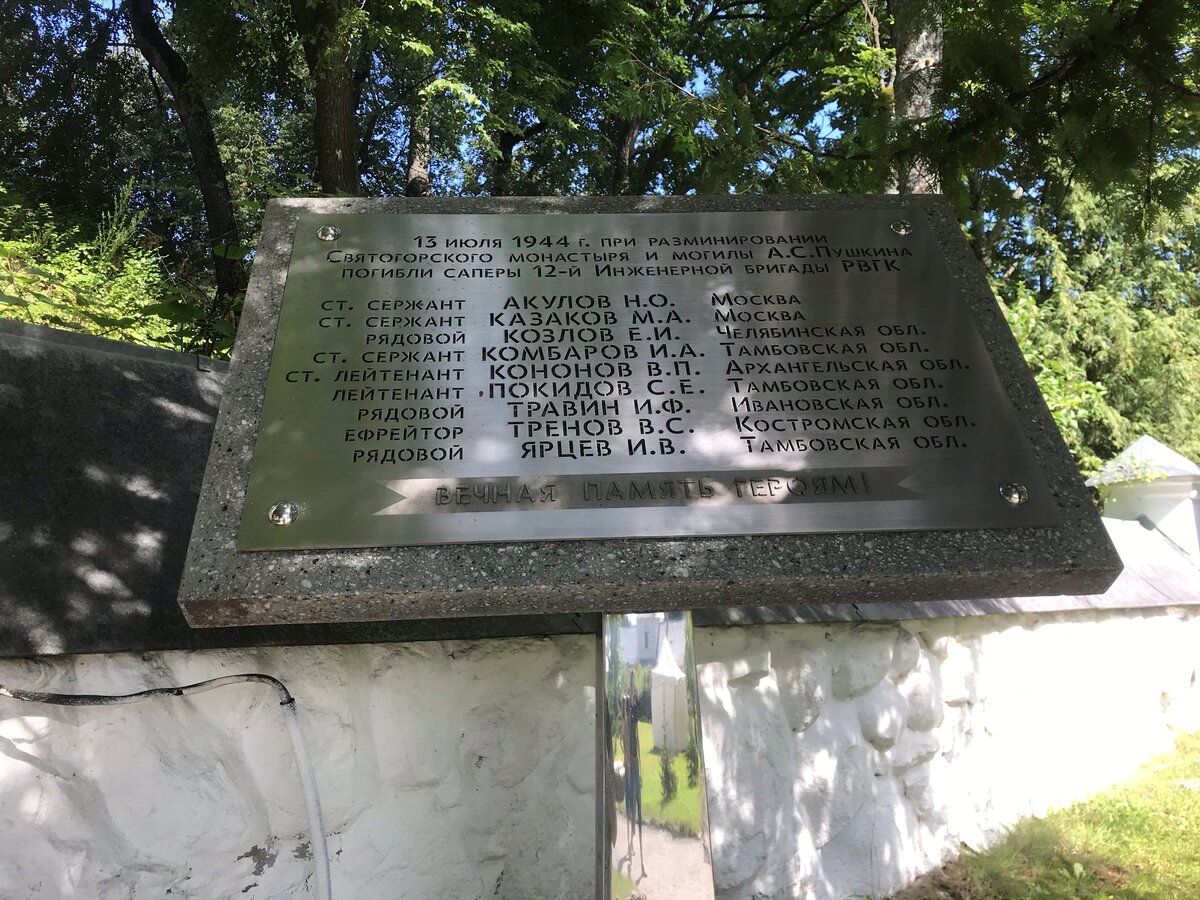 13 июля 1944 г. при разминировании
Святогорского монастыря и могилы А.С.Пушкина
погибли саперы 12-й Инженерной бригады РВГК
ст. сержант АКУЛОВ Н.О. Москва
ст. сержант КАЗАКОВ М.А. Москва
рядовой КОЗЛОВ Е.И. Челябинская обл.
ст. сержант КОМБАРОВ И.А. Тамбовская обл.
ст. лейтенант КОНОНОВ В.П. Архангельская обл.
лейтенант ПОКИДОВ С.Е. Тамбовская обл.
рядовой ТРАВИН И.Ф. Ивановская обл.
ефрейтор ТРЕНОВ В.С. Костромская обл.
рядовой ЯРЦЕВ И.В. Тамбовская обл.
ВЕЧНАЯ ПАМЯТЬ ГЕРОЯМ!